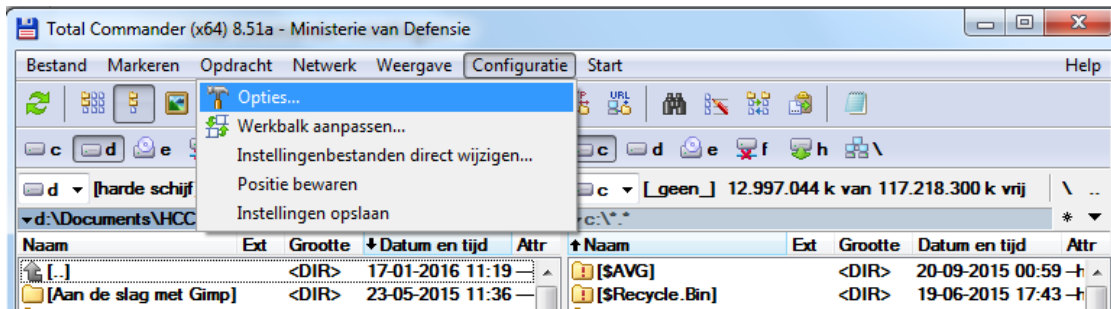 Total Commander (x64) 8.51a - Ministerie van Defensie
Bestand Markeren Opdracht Netwerk Weergave Configuratie Start Help
Opties...
URL
Werkbalk aanpassen...
c d e c d e f h \
Instellingenbestanden direct wijzigen...
d [harde schijf c [_geen_] 12.997.044 k van 117.218.300 k vrij \ ..
Positie bewaren
Instellingen opslaan
d:\Documents\HCC c:\*.* *
Naam Ext Grootte Datum en tijd Attr Naam Ext Grootte Datum en tijd Attr
[..] <DIR> 17-01-2016 11:19 — [$AVG] <DIR> 20-09-2015 00:59 –h
[Aan de slag met Gimp] <DIR> 23-05-2015 11:36 — [$Recycle.Bin] <DIR> 19-06-2015 17:43 –h